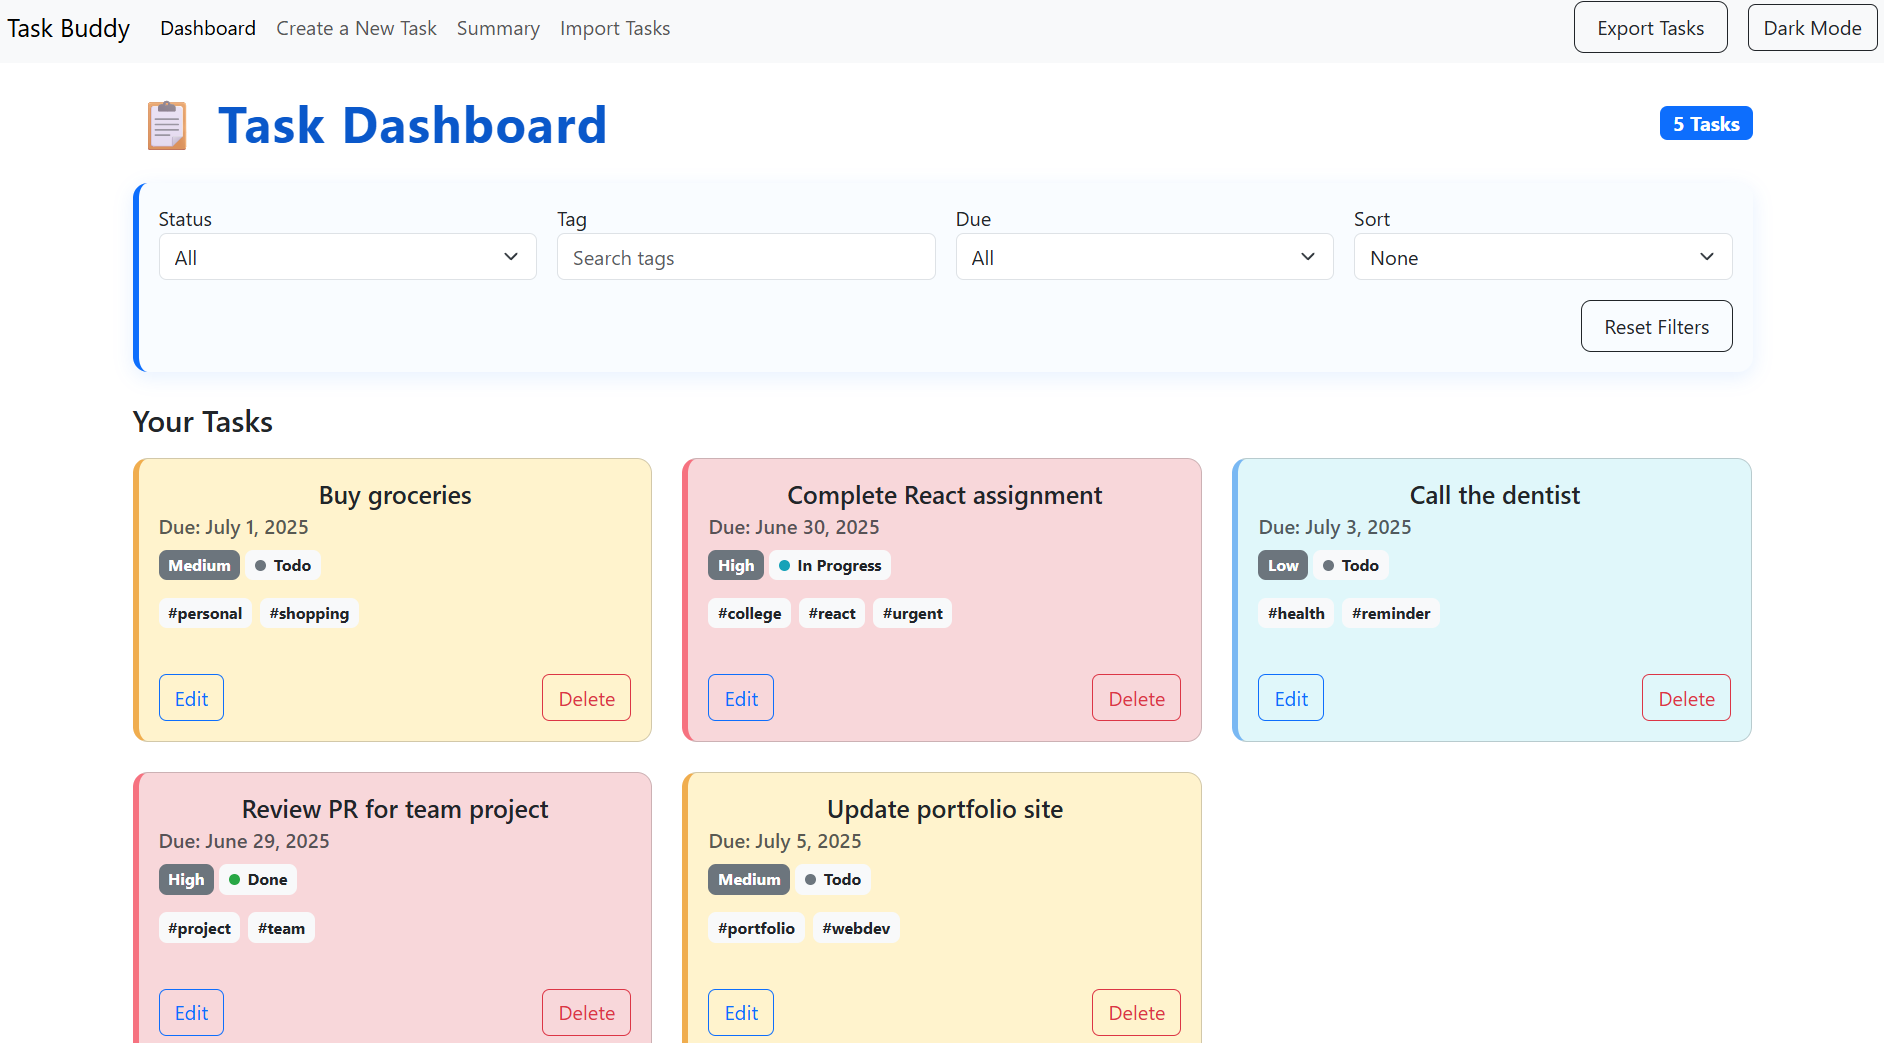 Task Buddy Dashboard Create a New Task Summary Import Tasks Export Tasks Dark Mode
Task Dashboard
5 Tasks
Status
All
Tag
Search tags
Due
All
Sort
None
Reset Filters
Your Tasks
Buy groceries
Due: July 1, 2025
Medium Todo
#personal #shopping
Edit Delete
Complete React assignment
Due: June 30, 2025
High In Progress
#college #react #urgent
Edit Delete
Call the dentist
Due: July 3, 2025
Low Todo
#health #reminder
Edit Delete
Review PR for team project
Due: June 29, 2025
High Done
#project #team
Edit Delete
Update portfolio site
Due: July 5, 2025
Medium Todo
#portfolio #webdev
Edit Delete